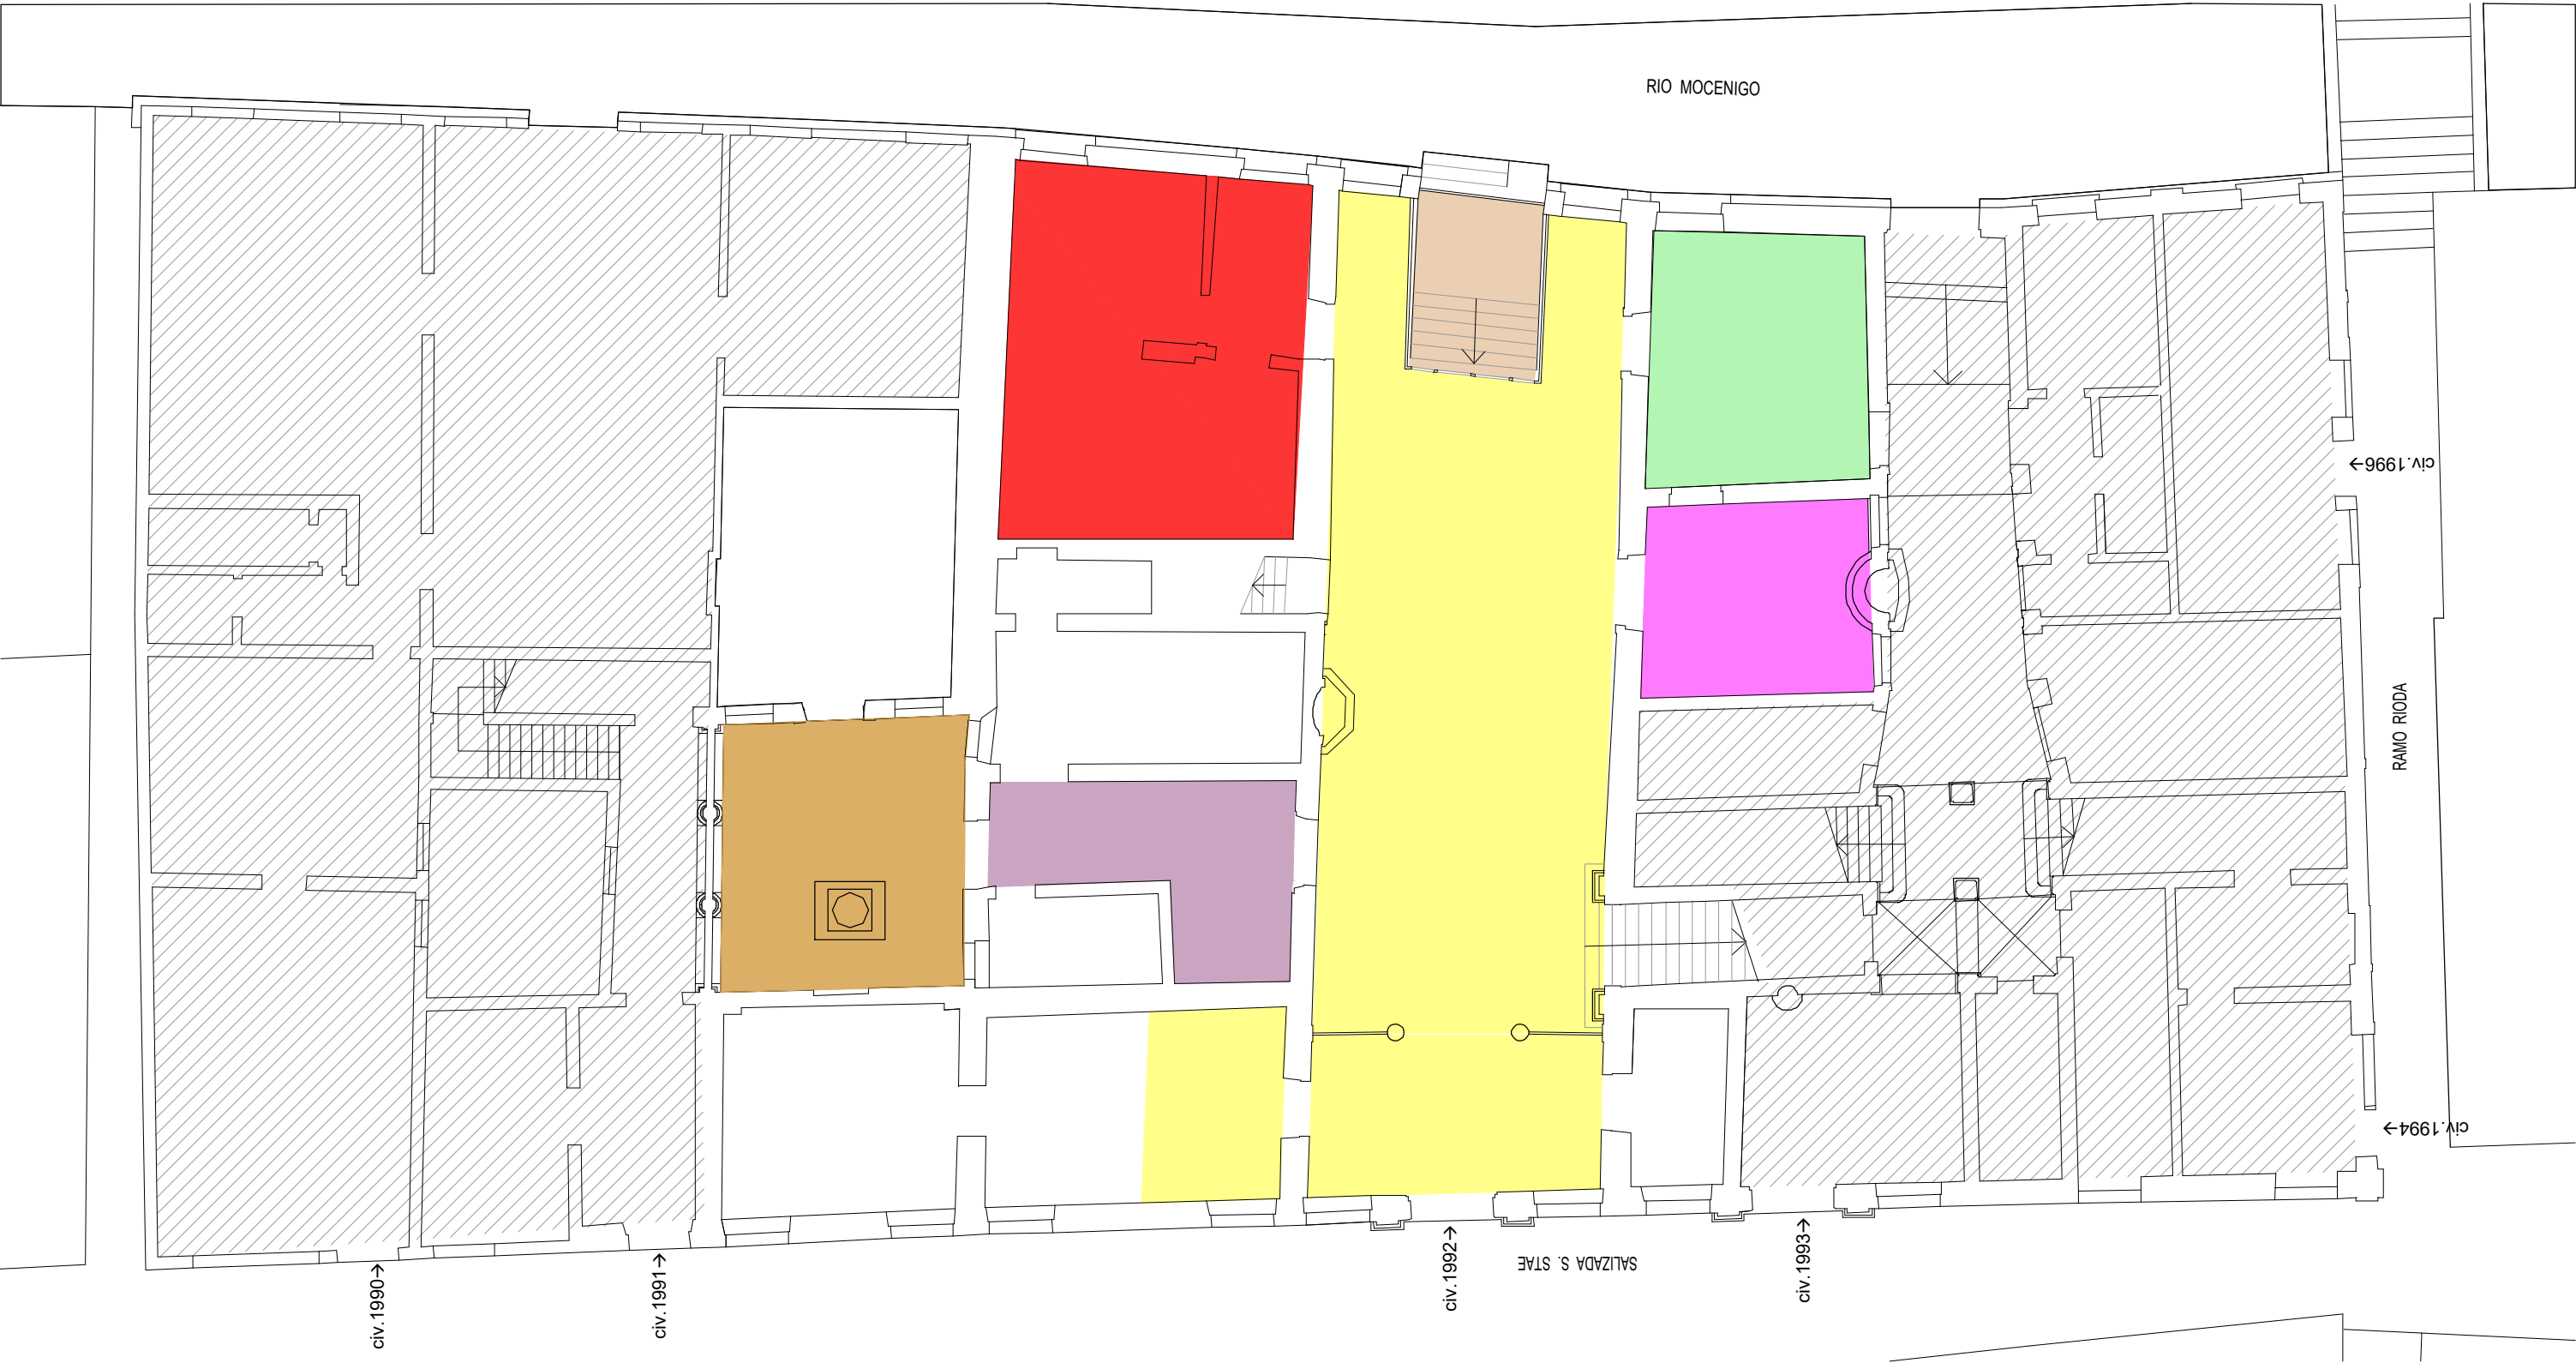 RIO MOCENIGO
civ.1996→
RAMO RIODA
civ.1994→
civ.1990→
civ.1991→
civ.1992→
SALIZADA S. STAE
civ.1993→